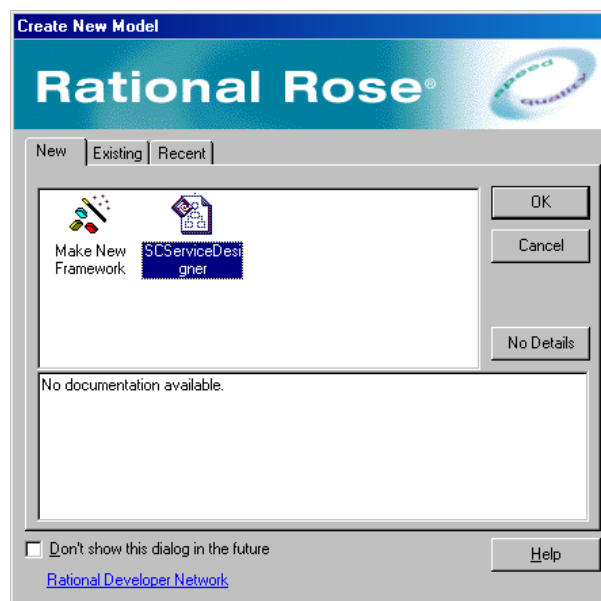 Create New Model
Rational Rose®
speed
quality
New Existing Recent
Make New
Framework
SCServiceDesi
gner
OK
Cancel
No Details
No documentation available.
Don't show this dialog in the future
Help
Rational Developer Network